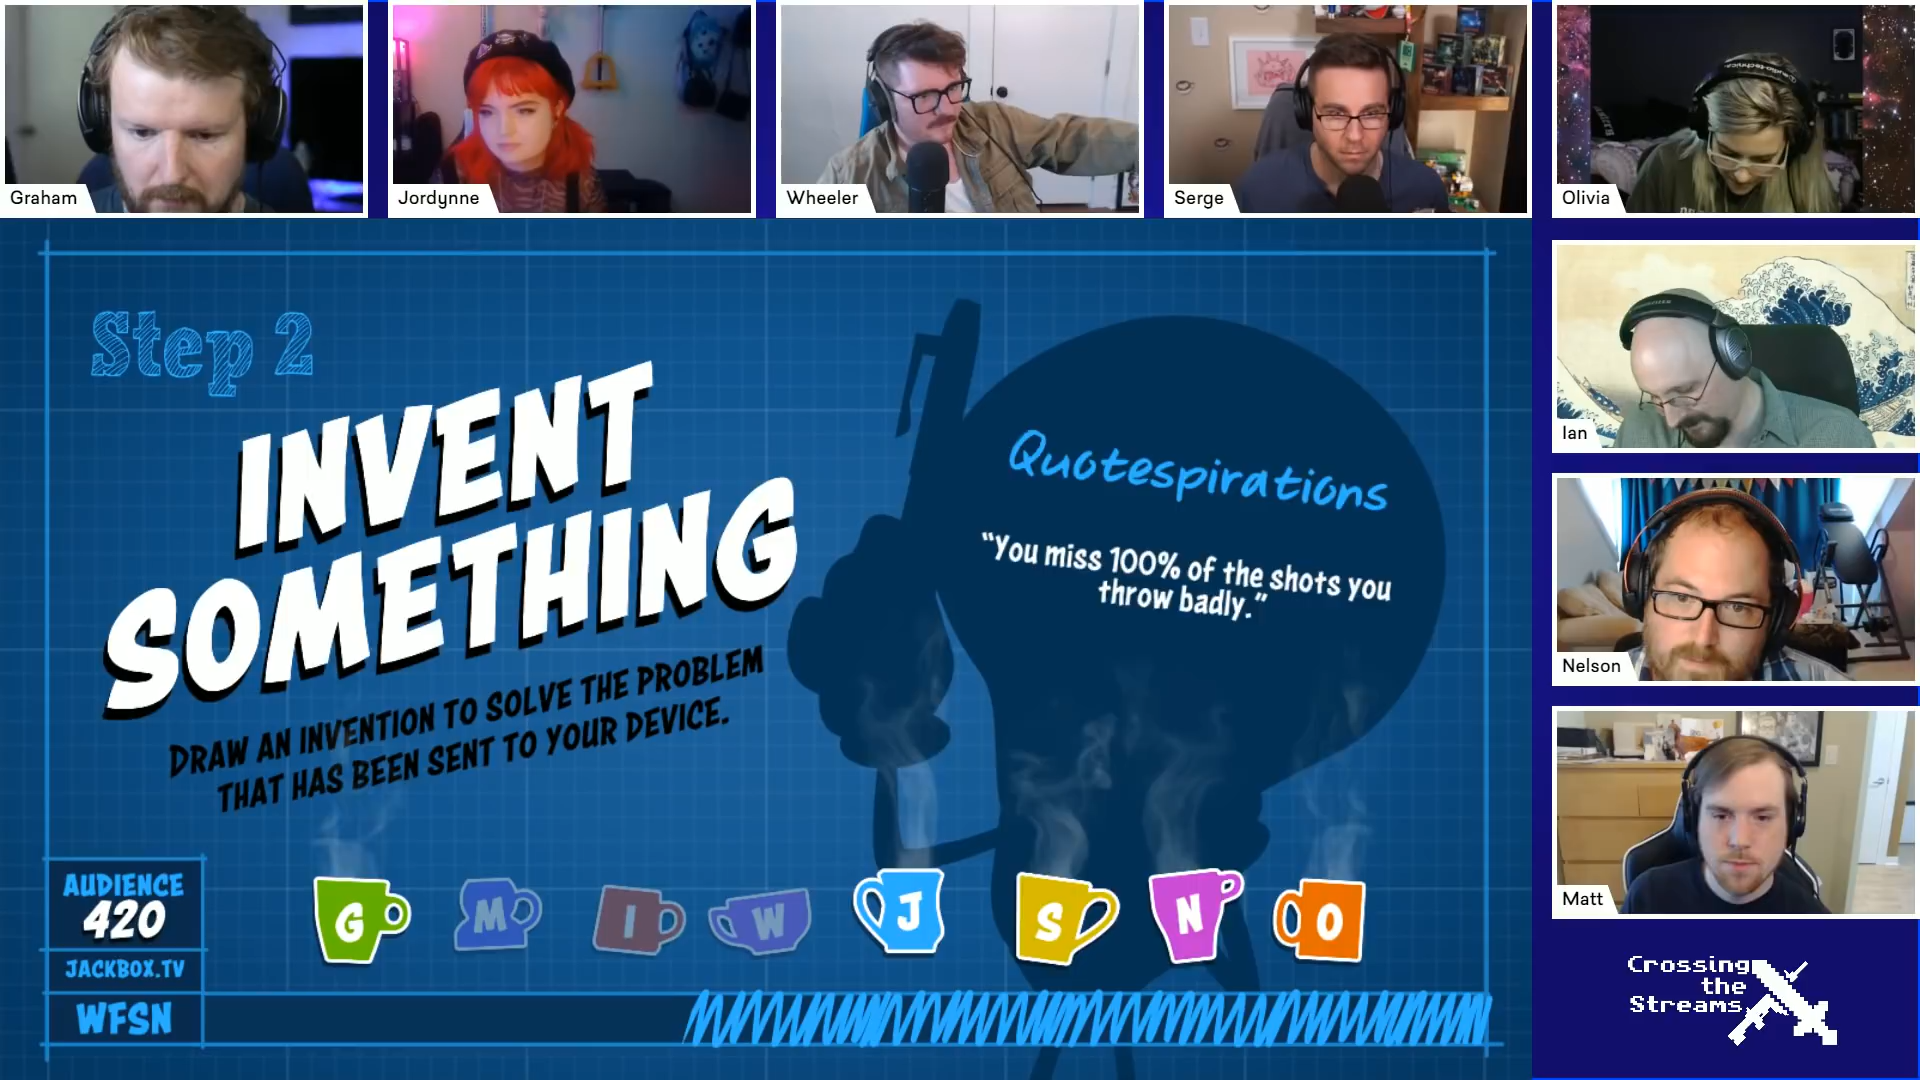 Graham
Jordynne
Wheeler
Serge
Olivia
Ian
Nelson
Matt
Step 2
INVENT
SOMETHING
DRAW AN INVENTION TO SOLVE THE PROBLEM
THAT HAS BEEN SENT TO YOUR DEVICE.
Quotespirations
“You miss 100% of the shots you
throw badly.”
AUDIENCE
420
JACKBOX.TV
WFSN
G
M
I
W
J
S
N
O
Crossing
the
Streams